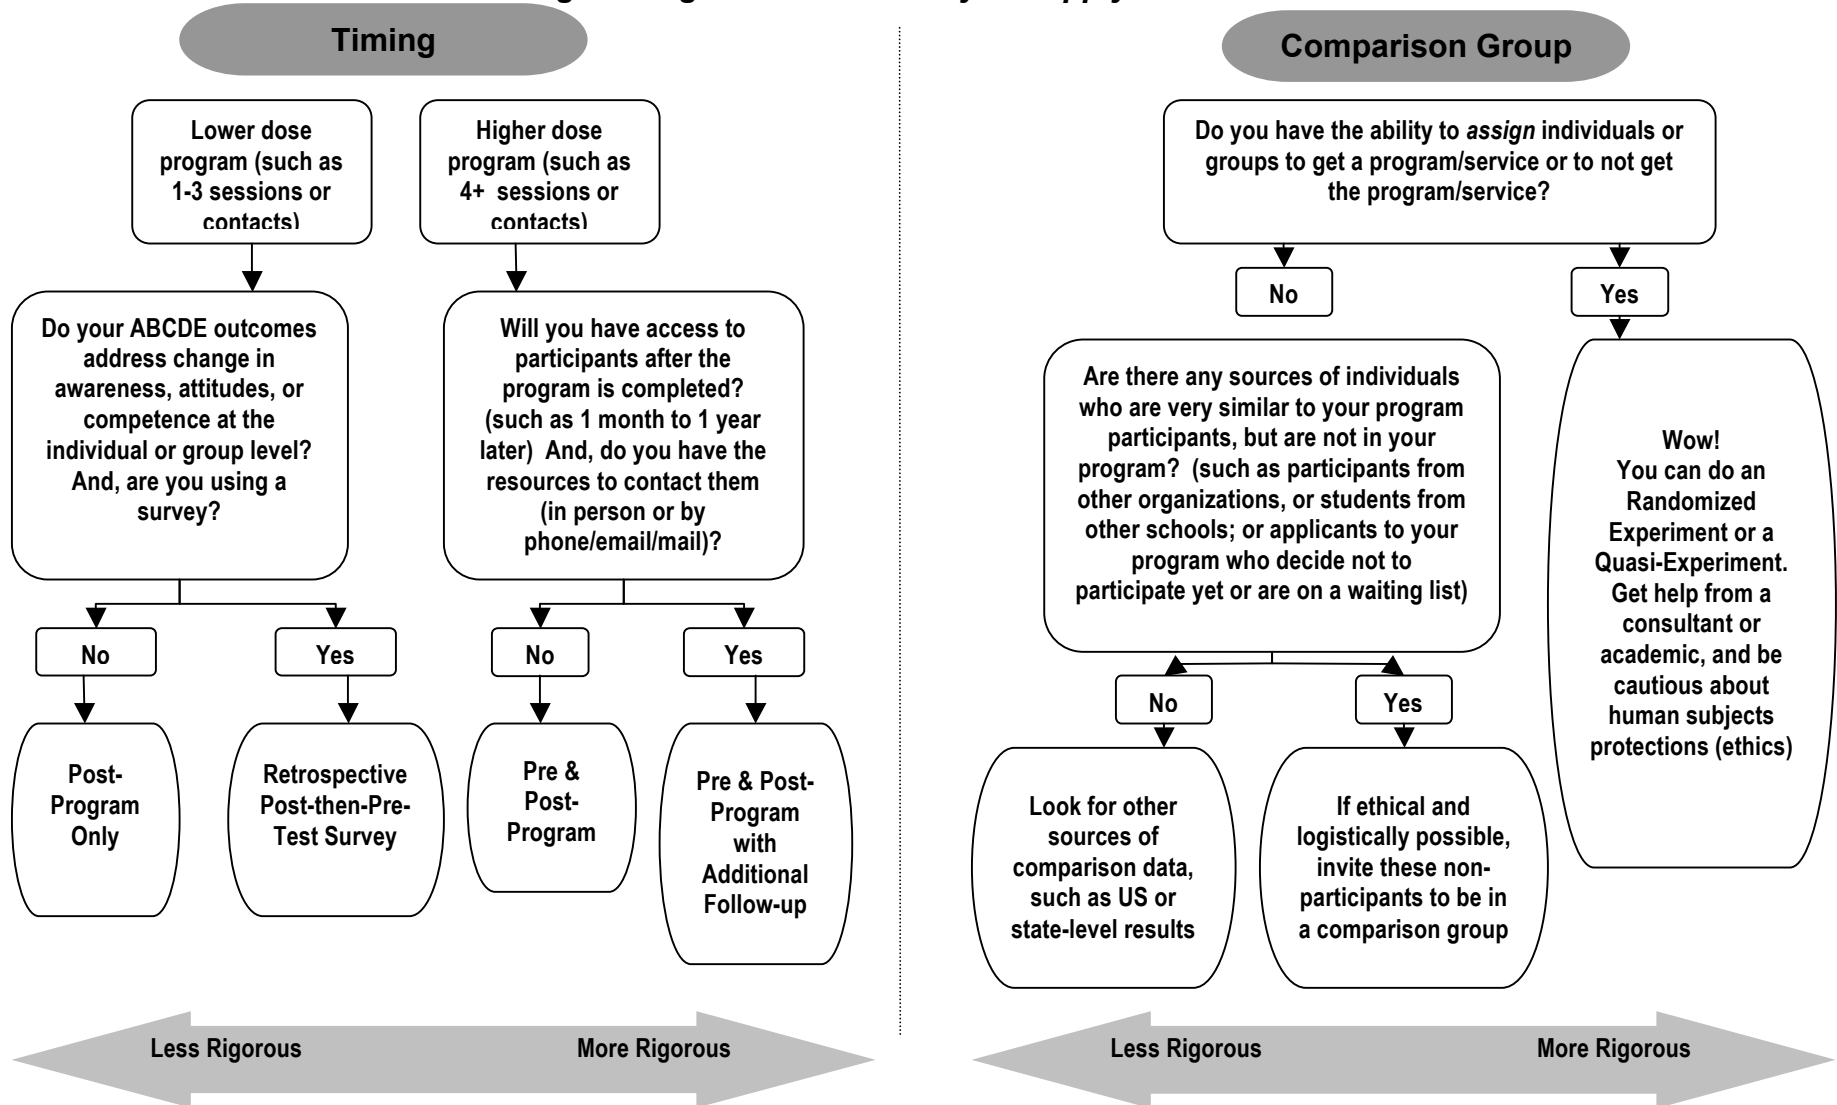 Timing
Lower dose
program (such as
1-3 sessions or
contacts)
Higher dose
program (such as
4+ sessions or
contacts)
Do your ABCDE outcomes
address change in
awareness, attitudes, or
competence at the
individual or group level?
And, are you using a
survey?
Will you have access to
participants after the
program is completed?
(such as 1 month to 1 year
later) And, do you have the
resources to contact them
(in person or by
phone/email/mail)?
No
Yes
No
Yes
Post-
Program
Only
Retrospective
Post-then-Pre-
Test Survey
Pre &
Post-
Program
Pre & Post-
Program
with
Additional
Follow-up
Less Rigorous
More Rigorous
Comparison Group
Do you have the ability to assign individuals or
groups to get a program/service or to not get
the program/service?
No
Yes
Are there any sources of individuals
who are very similar to your program
participants, but are not in your
program? (such as participants from
other organizations, or students from
other schools; or applicants to your
program who decide not to
participate yet or are on a waiting list)
Wow!
You can do an
Randomized
Experiment or a
Quasi-Experiment.
Get help from a
consultant or
academic, and be
cautious about
human subjects
protections (ethics)
No
Yes
Look for other
sources of
comparison data,
such as US or
state-level results
If ethical and
logistically possible,
invite these non-
participants to be in
a comparison group
Less Rigorous
More Rigorous